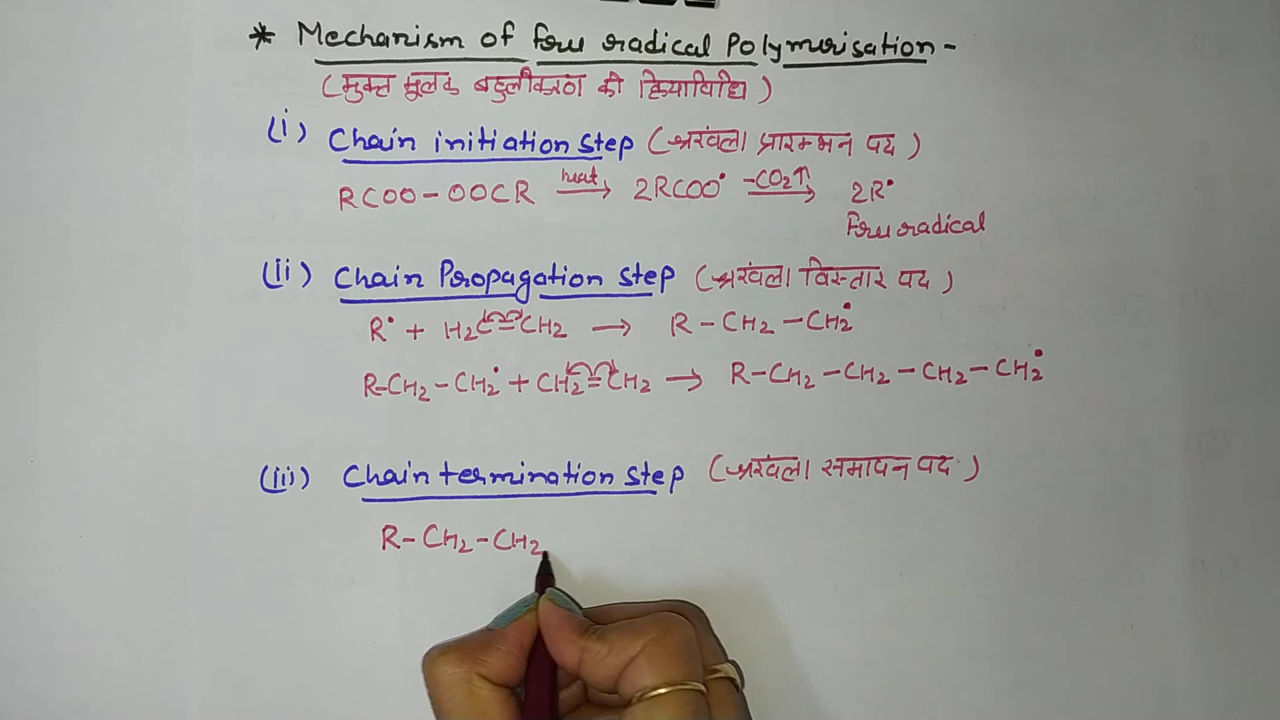 * Mechanism of free radical Polymerisation -
(मुक्त मूलक बहुलीकरण की क्रियाविधि)
(i) Chain initiation step (श्रृंखला प्रारम्भन पद)
RCOO - OOCR heat→ 2RCOO• -CO2↑→ 2R•
Free radical
(ii) Chain Propagation step (श्रृंखला विस्तार पद)
R• + H2C=CH2 → R - CH2 - CH2•
R-CH2 - CH2• + CH2=CH2 → R-CH2 - CH2 - CH2 - CH2•
(iii) Chain termination step (श्रृंखला समापन पद)
R - CH2 - CH2